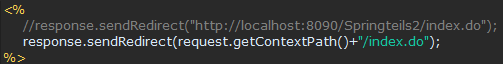 <%
//response.sendRedirect("http://localhost:8090/Springteils2/index.do");
response.sendRedirect(request.getContextPath()+"/index.do");
%>